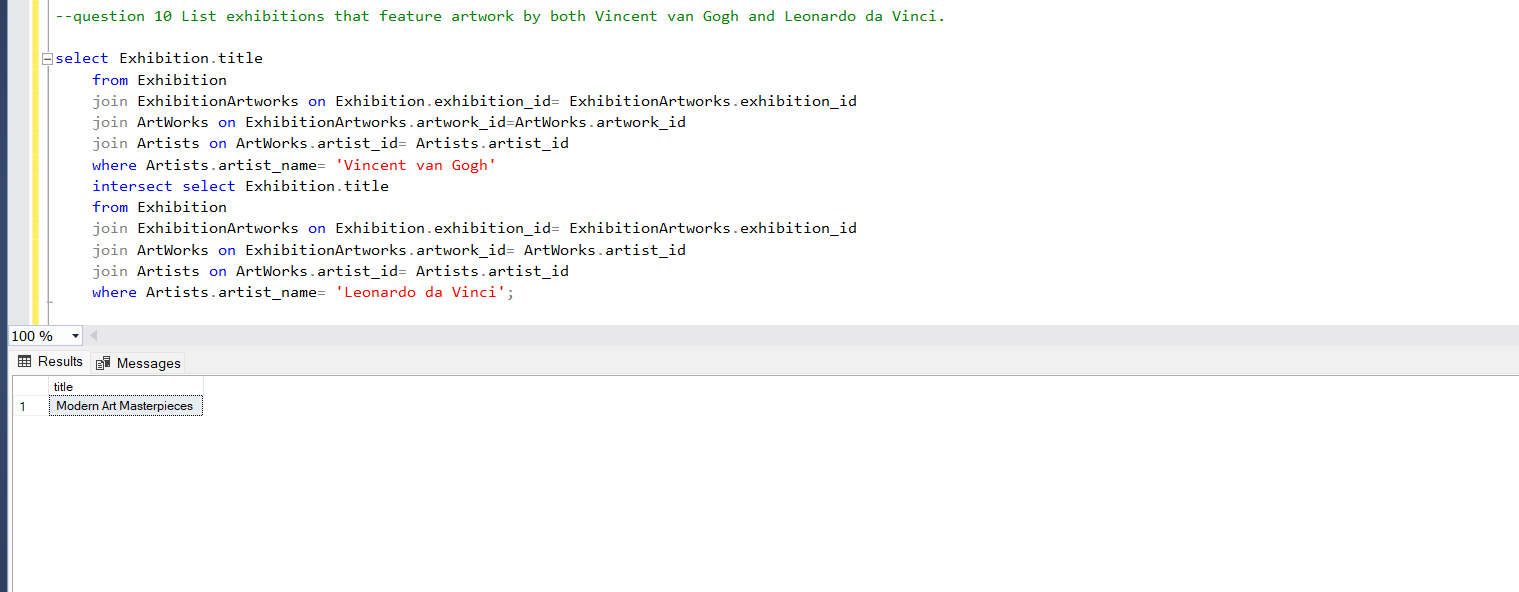 --question 10 List exhibitions that feature artwork by both Vincent van Gogh and Leonardo da Vinci.
select Exhibition.title
from Exhibition
join ExhibitionArtworks on Exhibition.exhibition_id= ExhibitionArtworks.exhibition_id
join ArtWorks on ExhibitionArtworks.artwork_id=ArtWorks.artwork_id
join Artists on ArtWorks.artist_id= Artists.artist_id
where Artists.artist_name= 'Vincent van Gogh'
intersect select Exhibition.title
from Exhibition
join ExhibitionArtworks on Exhibition.exhibition_id= ExhibitionArtworks.exhibition_id
join ArtWorks on ExhibitionArtworks.artwork_id= ArtWorks.artist_id
join Artists on ArtWorks.artist_id= Artists.artist_id
where Artists.artist_name= 'Leonardo da Vinci';
100 %
Results Messages
title
1 Modern Art Masterpieces